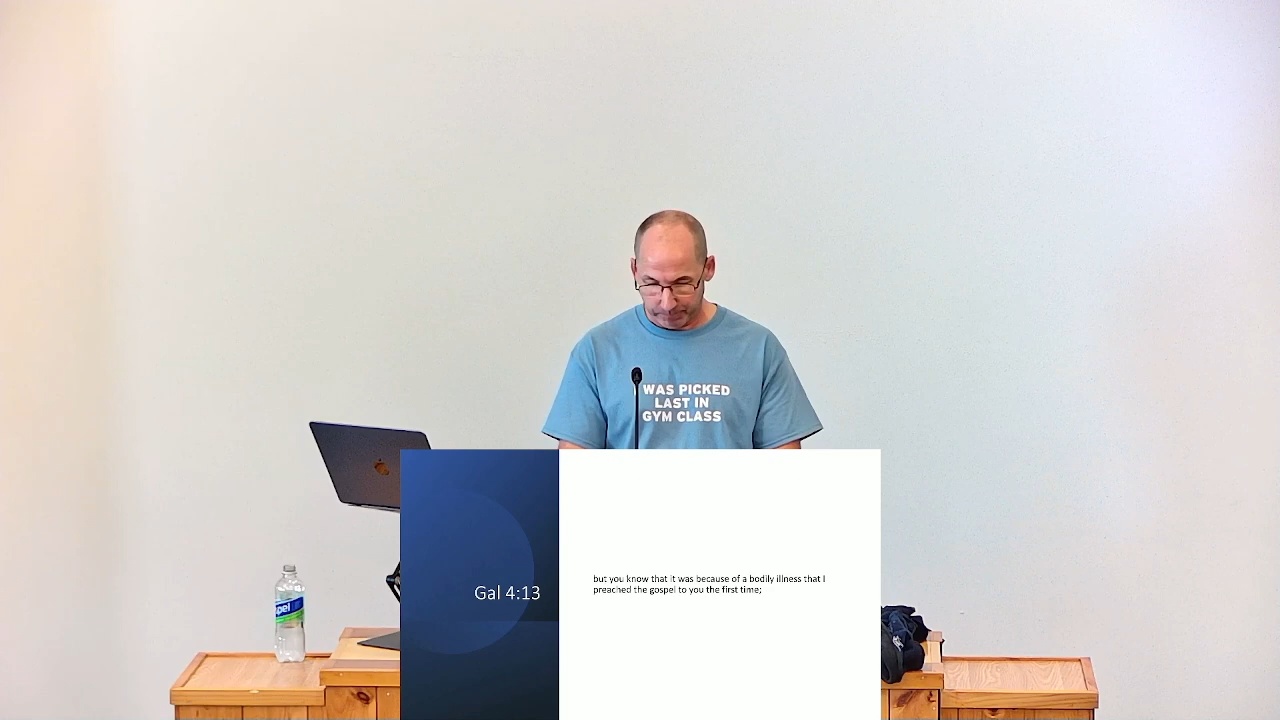 I WAS PICKED
LAST IN
GYM CLASS
pel
Gal 4:13
but you know that it was because of a bodily illness that I
preached the gospel to you the first time;